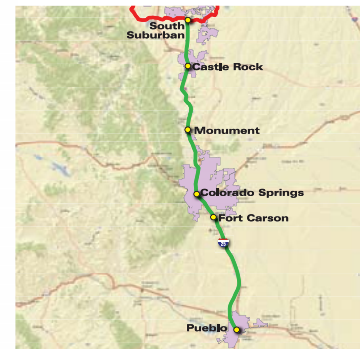 South
Suburban
Castle Rock
Monument
Colorado Springs
Fort Carson
Pueblo